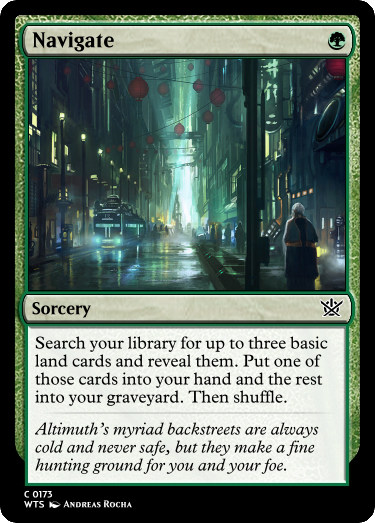 Navigate
Sorcery
Search your library for up to three basic
land cards and reveal them. Put one of
those cards into your hand and the rest
into your graveyard. Then shuffle.
Altimuth's myriad backstreets are always
cold and never safe, but they make a fine
hunting ground for you and your foe.
C 0173
WTS Andreas Rocha